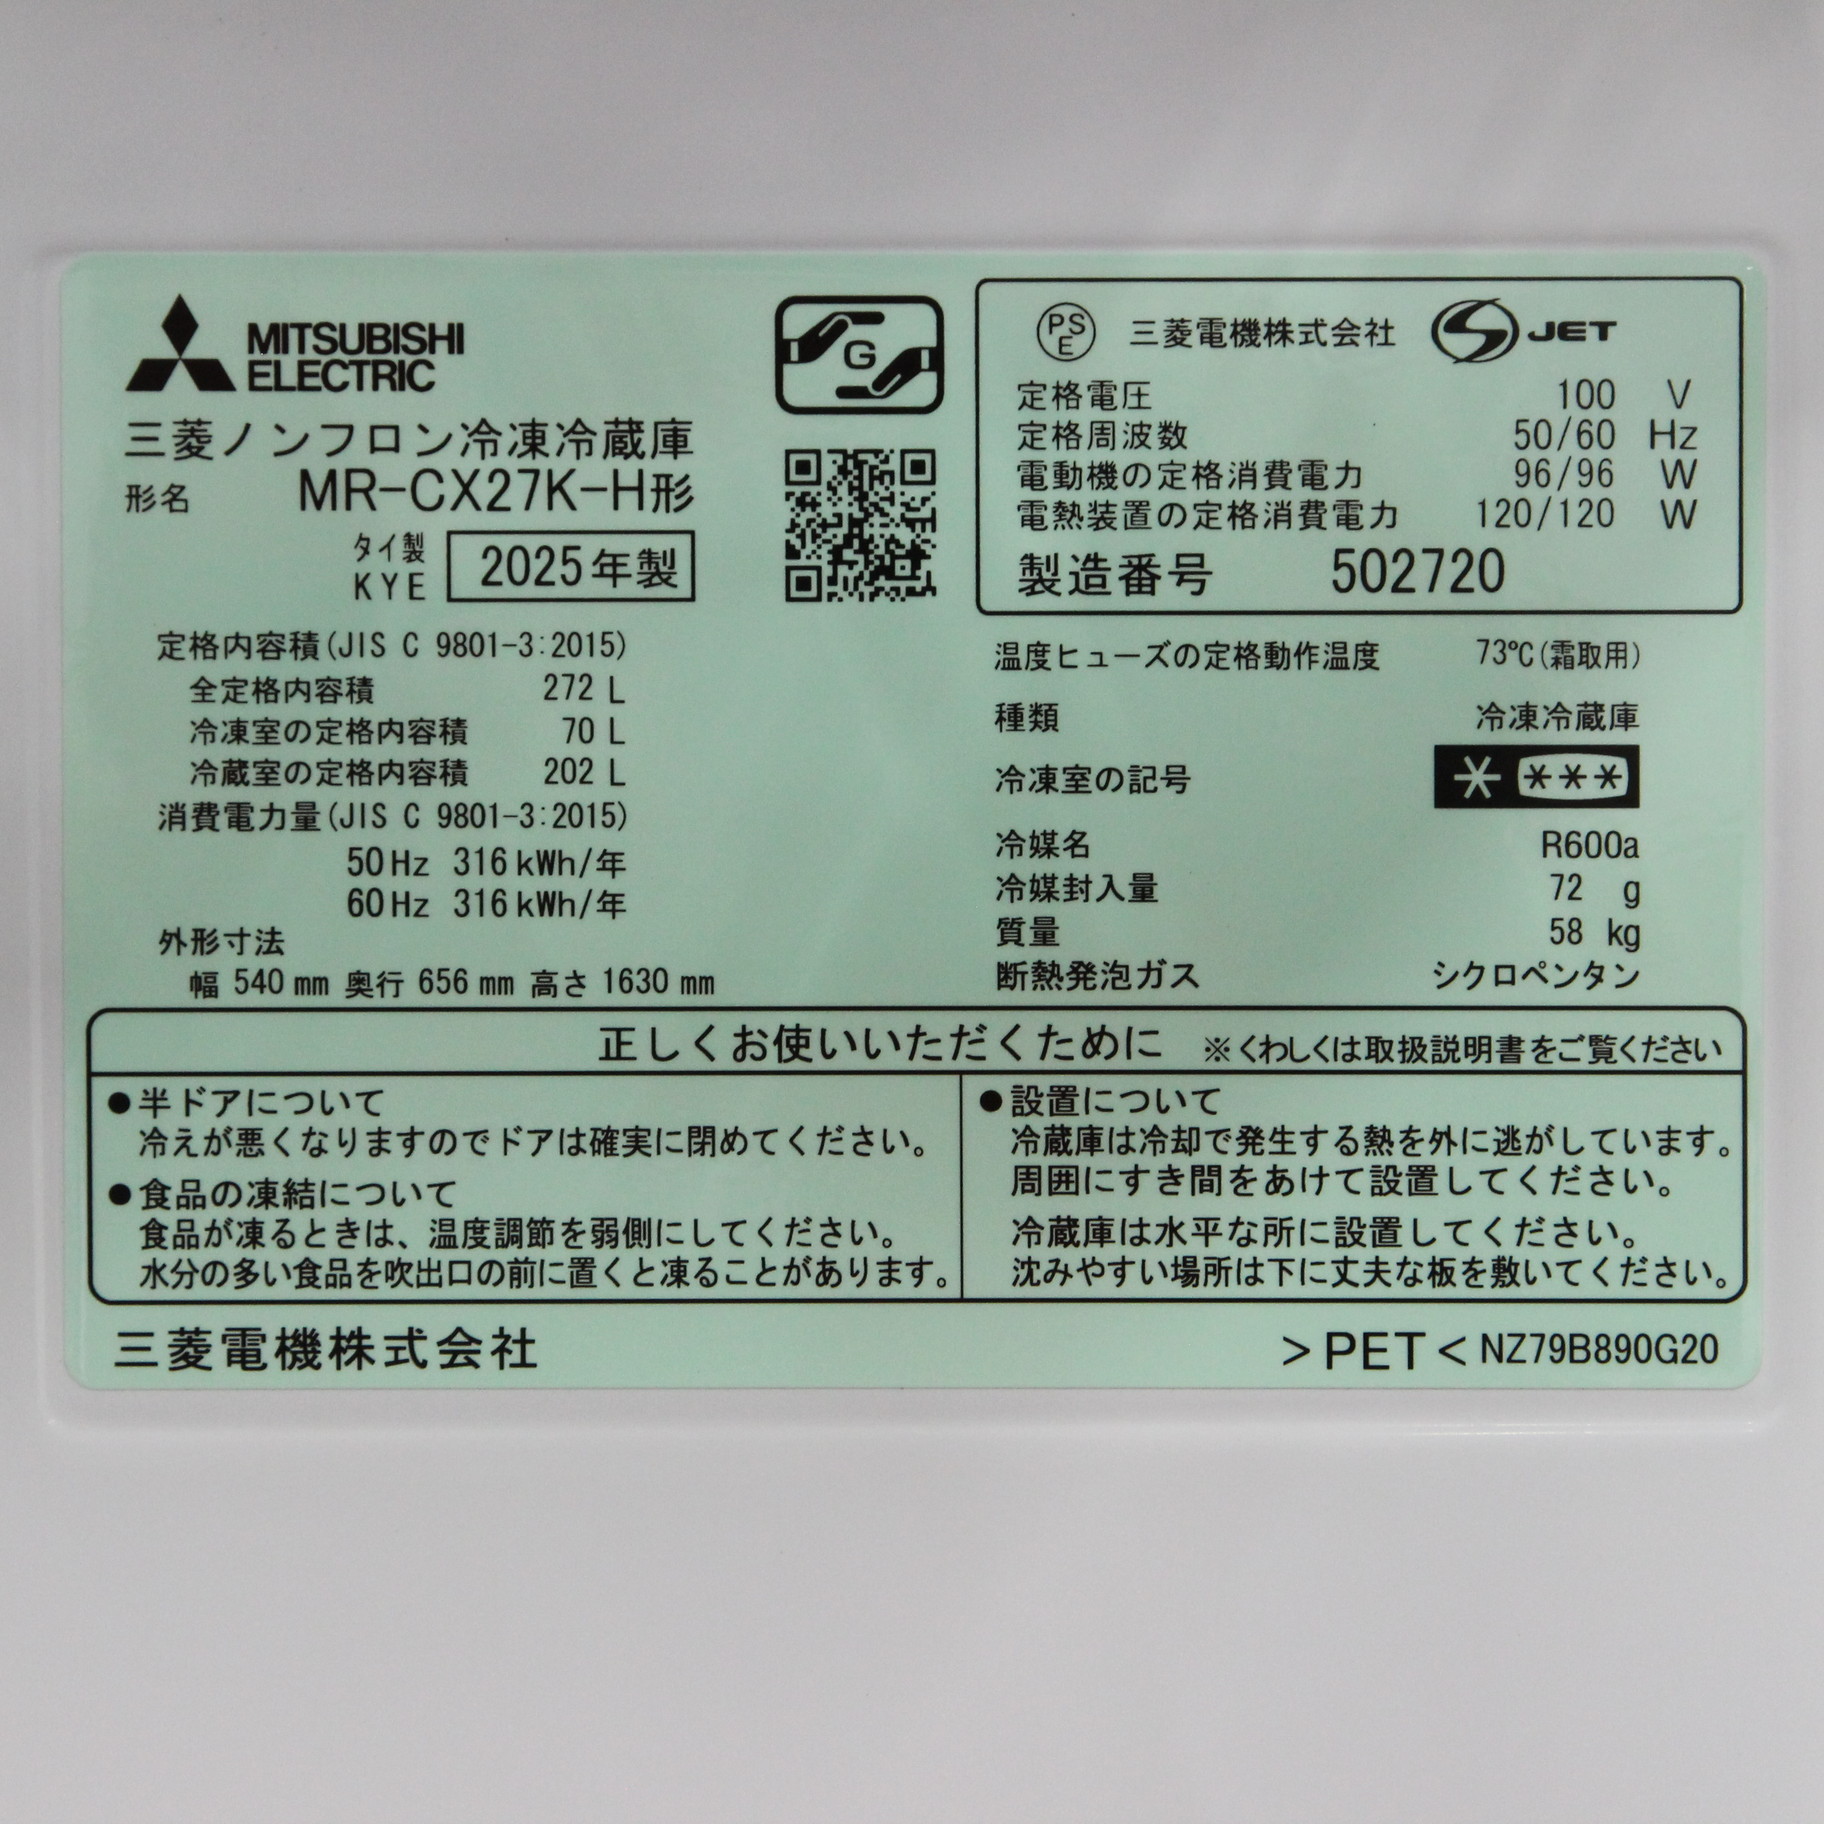 MITSUBISHI
ELECTRIC
三菱ノンフロン冷凍冷蔵庫
形名 MR-CX27K-H形
タイ製
KYE
2025年製
G
定格内容積(JIS C 9801-3:2015)
全定格内容積 272 L
冷凍室の定格内容積 70 L
冷蔵室の定格内容積 202 L
消費電力量(JIS C 9801-3:2015)
50Hz 316kWh/年
60Hz 316kWh/年
外形寸法
幅 540 mm 奥行 656 mm 高さ 1630 mm
PSE 三菱電機株式会社 S JET
定格電圧 100 V
定格周波数 50/60 Hz
電動機の定格消費電力 96/96 W
電熱装置の定格消費電力 120/120 W
製造番号 502720
温度ヒューズの定格動作温度 73℃(霜取用)
種類 冷凍冷蔵庫
冷凍室の記号 * ***
冷媒名 R600a
冷媒封入量 72 g
質量 58 kg
断熱発泡ガス シクロペンタン
正しくお使いいただくために ※くわしくは取扱説明書をご覧ください
●半ドアについて
冷えが悪くなりますのでドアは確実に閉めてください。
●食品の凍結について
食品が凍るときは、温度調節を弱側にしてください。
水分の多い食品を吹出口の前に置くと凍ることがあります。
●設置について
冷蔵庫は冷却で発生する熱を外に逃がしています。
周囲にすき間をあけて設置してください。
冷蔵庫は水平な所に設置してください。
沈みやすい場所は下に丈夫な板を敷いてください。
三菱電機株式会社
>PET< NZ79B890G20